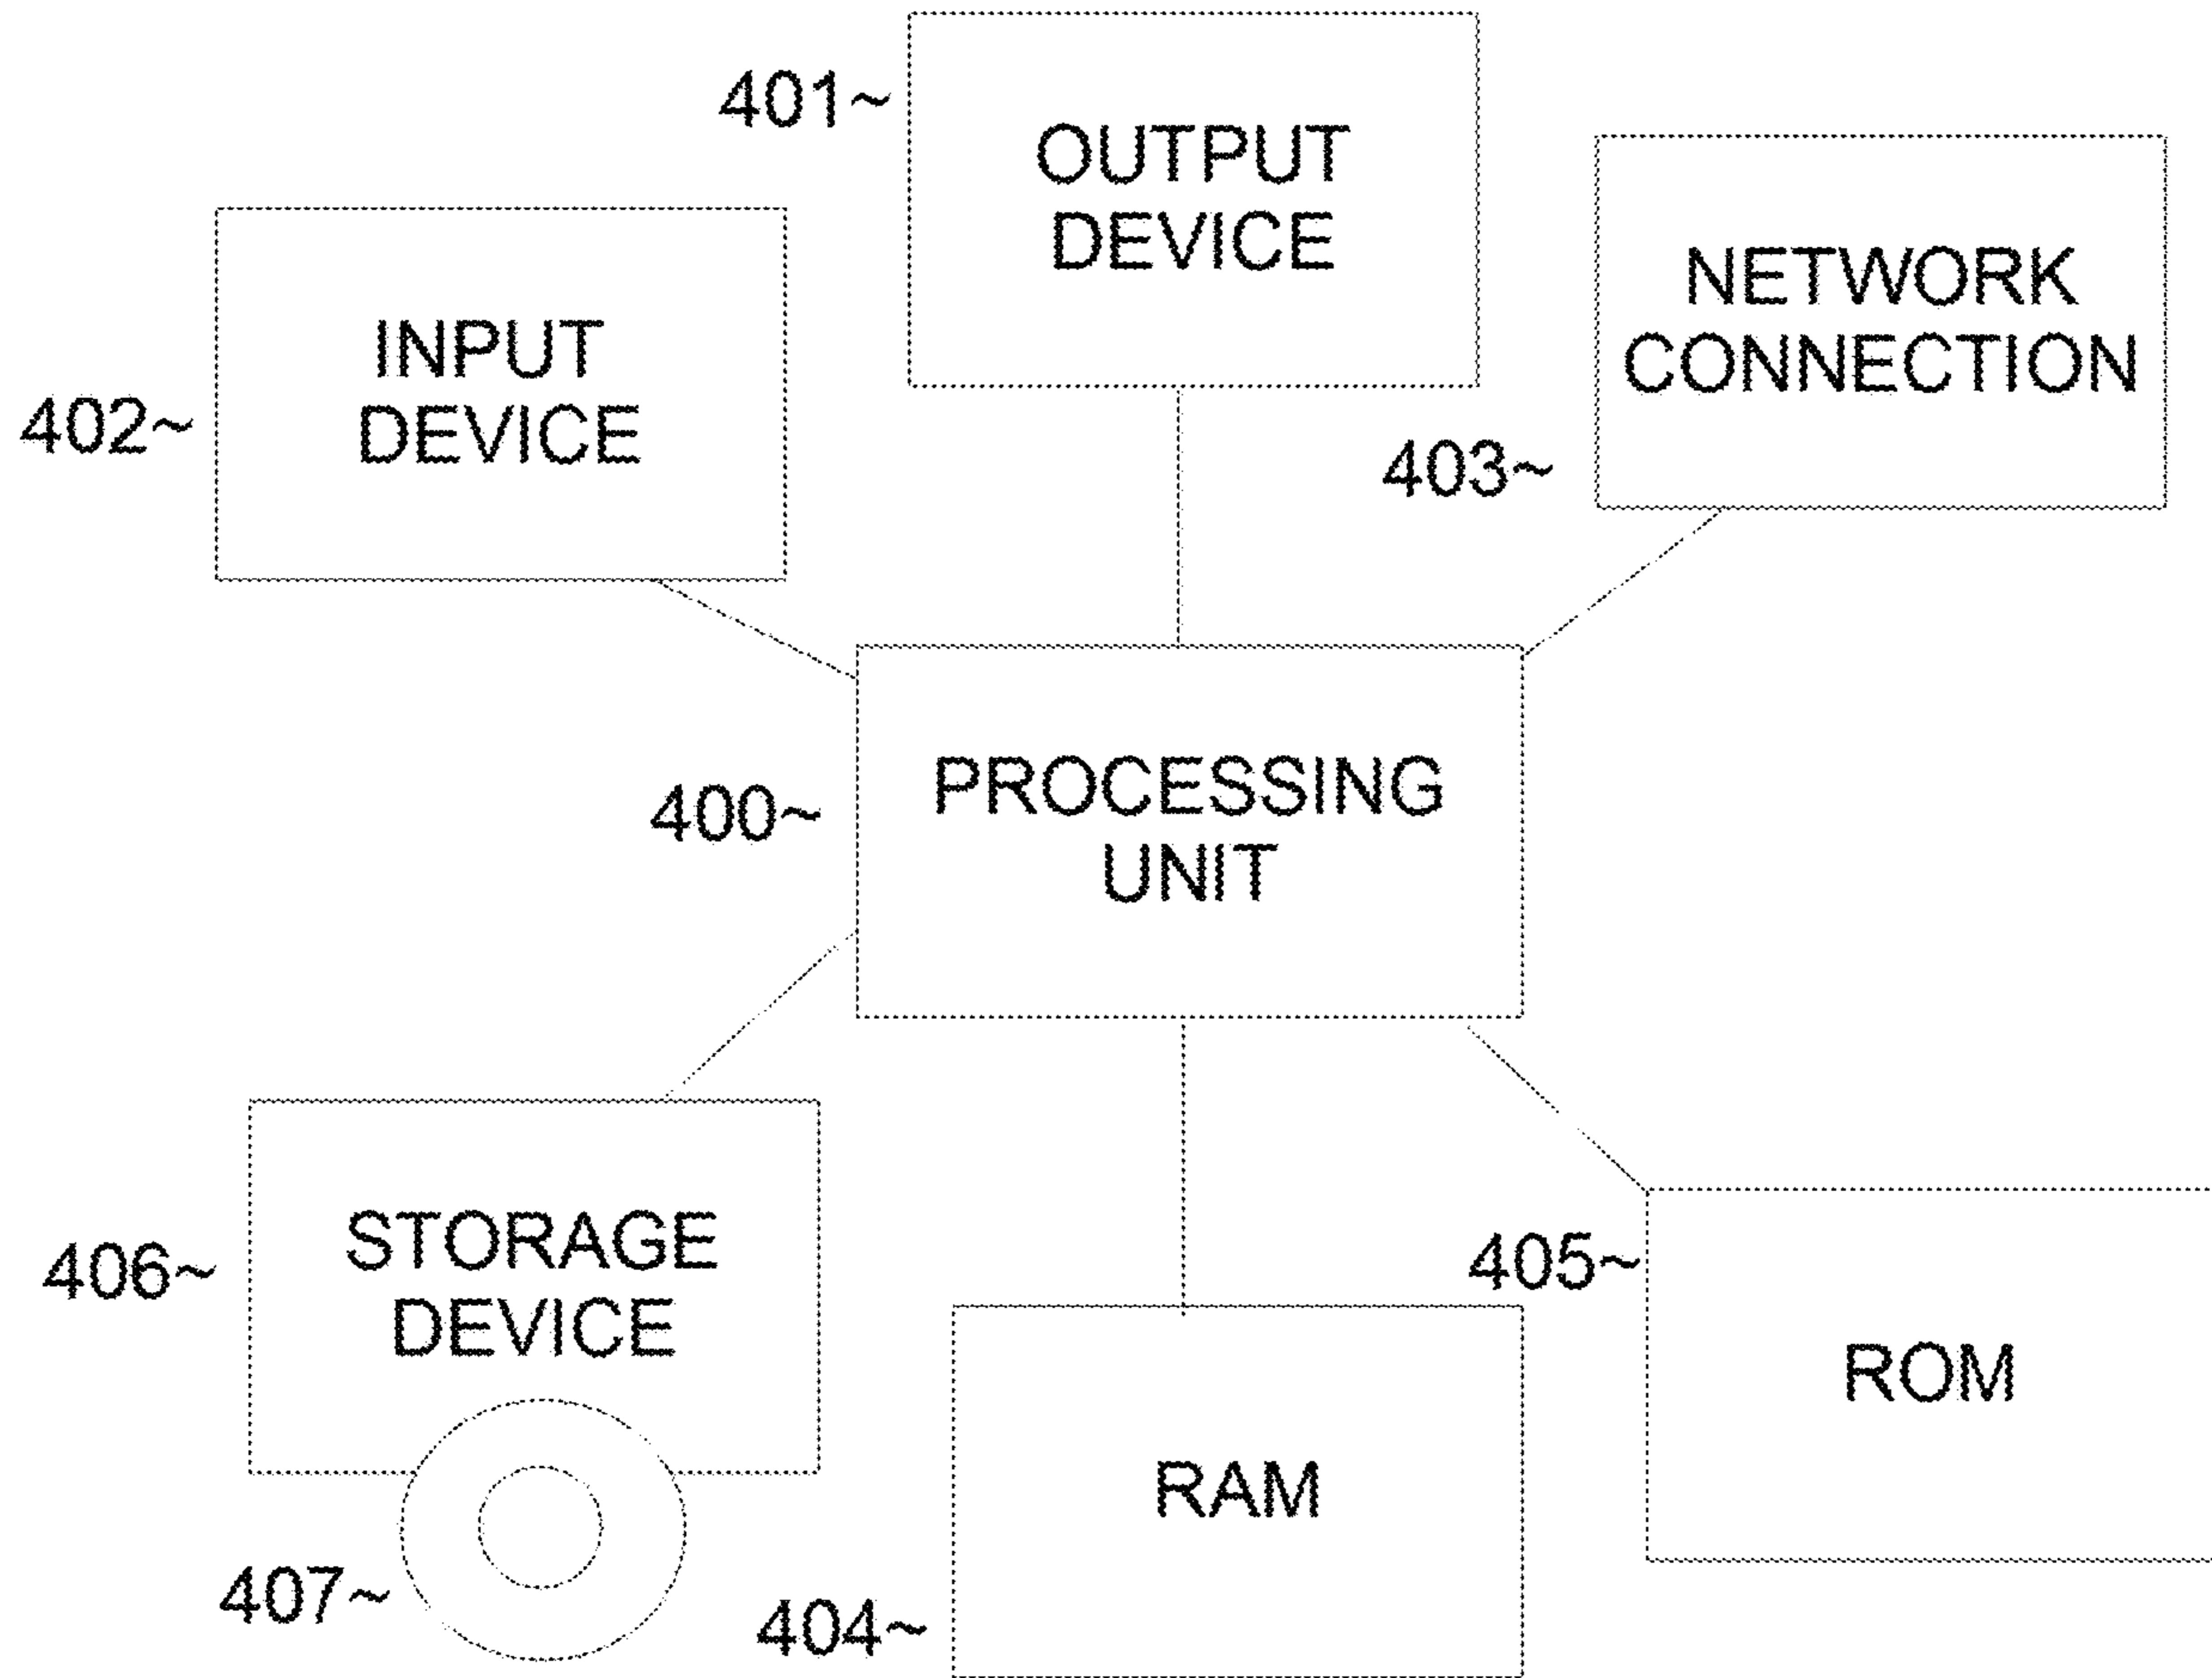 401~
OUTPUT
DEVICE
NETWORK
CONNECTION
403~
INPUT
DEVICE
402~
400~
PROCESSING
UNIT
406~
STORAGE
DEVICE
407~
404~
RAM
405~
ROM